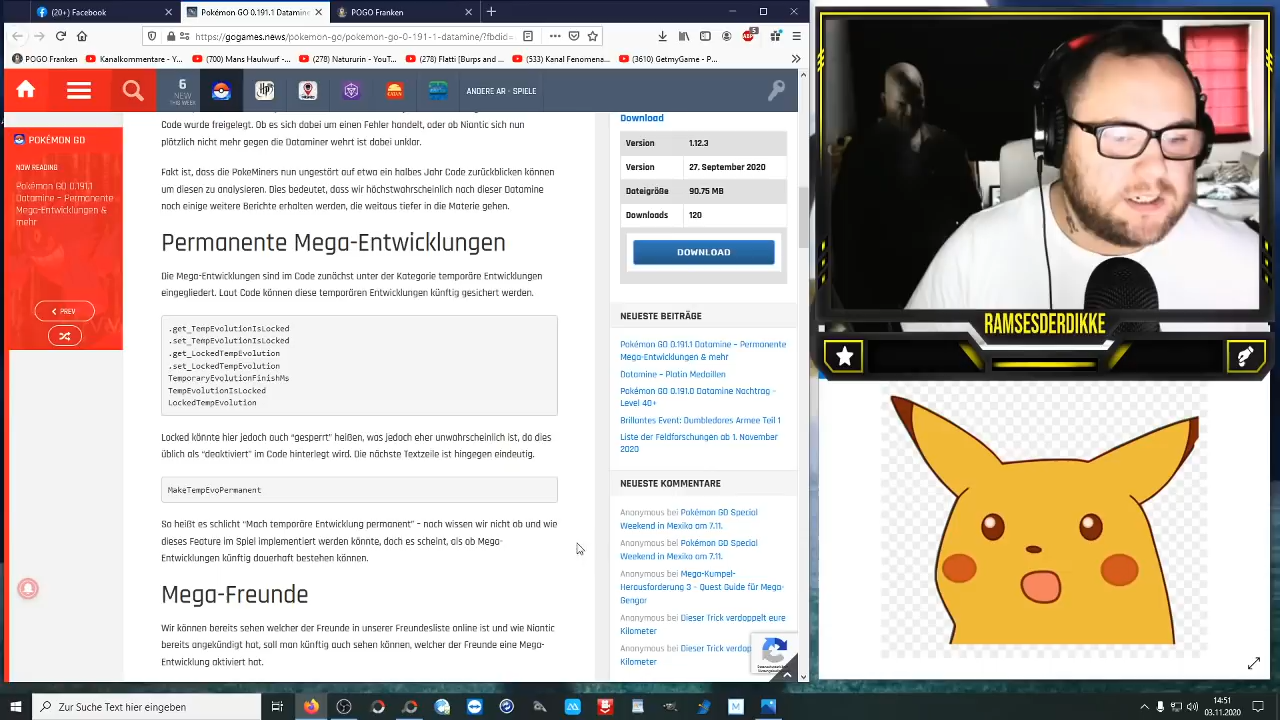 Facebook
Pokémon GO 0.191.1 Datamine
POGO Franken
https://gogames.news/pokemon-go/pokemon-go-0-191-1-datamine/?fbcl
POGO Franken
Kanalkommentare - Y...
(700) Mans Haulwurf -...
(278) Natururin - YouT...
(278) Flatti [Burps and ...
(533) Kanal Fenomena...
(3610) GetmyGame - P...
6
NEW
THIS WEEK
ANDERE AR - SPIELE
POKÉMON GO
NOW READING
Pokémon GO 0.191.1
Datamine – Permanente
Mega-Entwicklungen &
mehr
PREV
Code wurde freigelegt. Ob es sich dabei um einen Fehler handelt, oder ob Niantic sich nun
plötzlich nicht mehr gegen die Dataminer wehrt ist dabei unklar.
Fakt ist, dass die PokeMiners nun ungestört auf etwa ein halbes Jahr Code zurückblicken können
um diesen zu analysieren. Dies bedeutet, dass wir höchstwahrscheinlich neben dieser Datamine
noch einige weitere Berichte erhalten werden, die weitaus tiefer in die Materie gehen.
Permanente Mega-Entwicklungen
Die Mega-Entwicklungen sind im Code zunächst unter der Kategorie temporäre Entwicklungen
eingegliedert. Laut Code können diese temporären Entwicklungen künftig gesichert werden.
.get_TempEvolutionIsLocked
.set_TempEvolutionIsLocked
.get_LockedTempEvolution
.set_LockedTempEvolution
TemporaryEvolutionFinishMs
TempEvolutionIsLocked
LockedTempEvolution
Locked könnte hier jedoch auch "gesperrt" heißen, was jedoch eher unwahrscheinlich ist, da dies
üblich als "deaktiviert" im Code hinterlegt wird. Die nächste Textzeile ist hingegen eindeutig.
MakeTempEvoPermanent
So heißt es schlicht "Mach temporäre Entwicklung permanent" – noch wissen wir nicht ob und wie
dieses Feature im Spiel implementiert werden könnte, doch es scheint, als ob Mega-
Entwicklungen künftig dauerhaft bestehen können.
Mega-Freunde
Wir können bereits sehen welcher der Freunde in unserer Freundesliste online ist und wie Niantic
bereits angekündigt hat, soll man künftig auch sehen können, welcher der Freunde eine Mega-
Entwicklung aktiviert hat.
Download
Version 1.12.3
Version 27. September 2020
Dateigröße 90.75 MB
Downloads 120
DOWNLOAD
NEUESTE BEITRÄGE
Pokémon GO 0.191.1 Datamine – Permanente
Mega-Entwicklungen & mehr
Datamine – Platin Medaillen
Pokémon GO 0.191.0 Datamine Nachtrag –
Level 40+
Brillantes Event: Dumbledores Armee Teil 1
Liste der Feldforschungen ab 1. November
2020
NEUESTE KOMMENTARE
Anonymous bei Pokémon GO Special
Weekend in Mexiko am 7.11.
Anonymous bei Pokémon GO Special
Weekend in Mexiko am 7.11.
Anonymous bei Mega-Kumpel-
Herausforderung 3 – Quest Guide für Mega-
Gengar
Anonymous bei Dieser Trick verdoppelt eure
Kilometer
Anonymous bei Dieser Trick verdop
Kilometer
RAMSESDERDIKKE
Zur Suche Text hier eingeben
14:51
03.11.2020